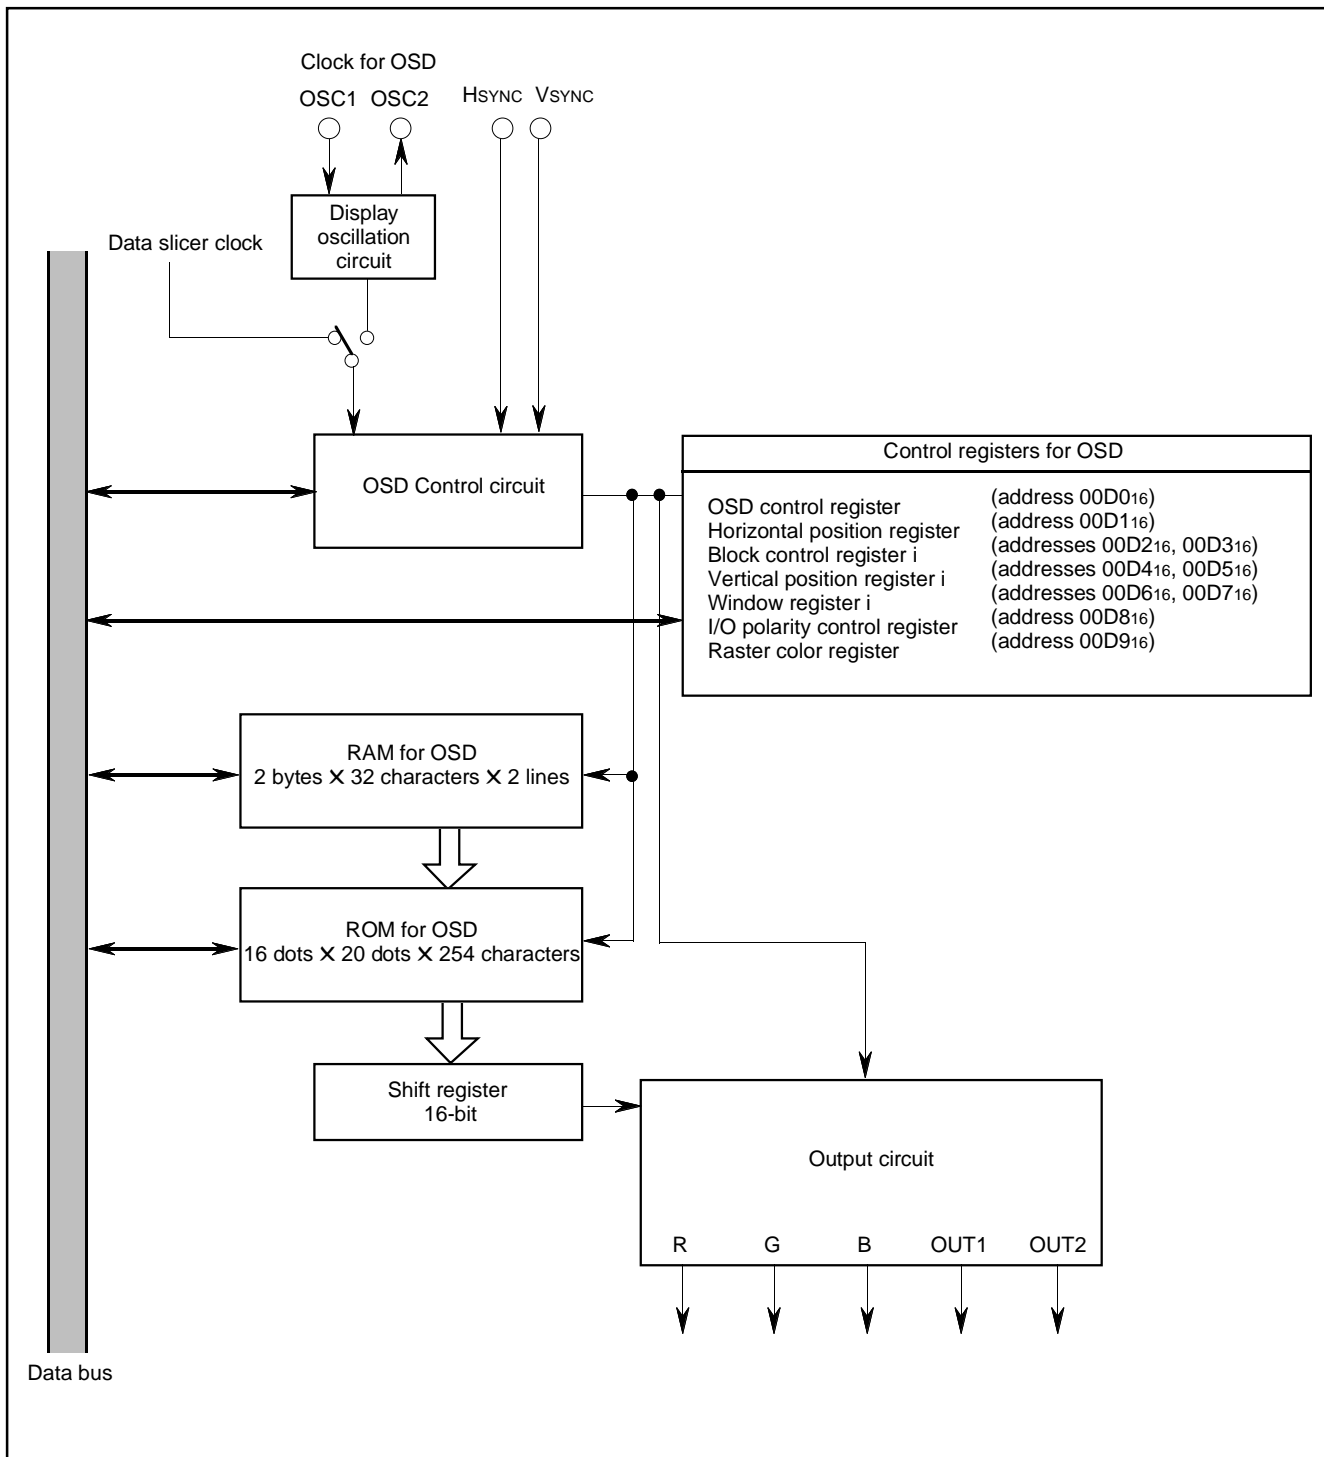 Clock for OSD
OSC1 OSC2 HSYNC VSYNC
Display
oscillation
circuit
Data slicer clock
OSD Control circuit
Control registers for OSD
OSD control register (address 00D016)
Horizontal position register (address 00D116)
Block control register i (addresses 00D216, 00D316)
Vertical position register i (addresses 00D416, 00D516)
Window register i (addresses 00D616, 00D716)
I/O polarity control register (address 00D816)
Raster color register (address 00D916)
RAM for OSD
2 bytes X 32 characters X 2 lines
ROM for OSD
16 dots X 20 dots X 254 characters
Shift register
16-bit
Output circuit
R G B OUT1 OUT2
Data bus